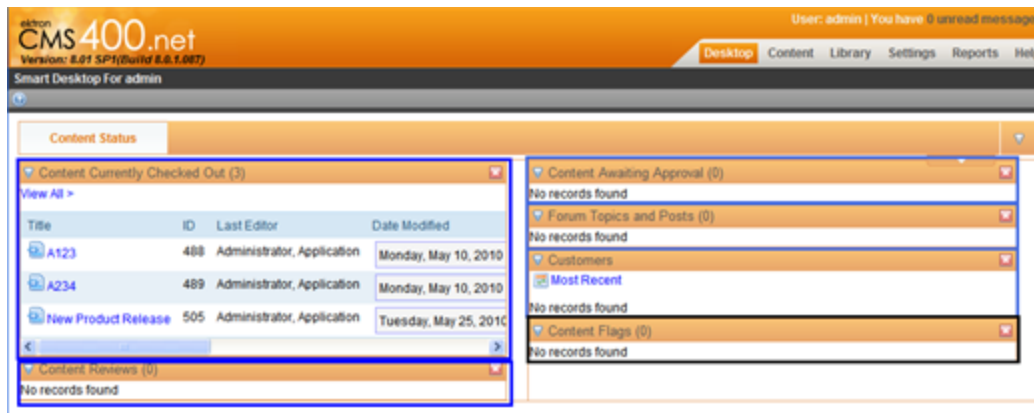 ektron
CMS400.net
Version: 8.01 SP1(Build 8.0.1.087)
User: admin | You have 0 unread message
Desktop Content Library Settings Reports Hel
Smart Desktop For admin
Content Status
Content Currently Checked Out (3)
View All >
Title ID Last Editor Date Modified
A123 488 Administrator, Application Monday, May 10, 2010
A234 489 Administrator, Application Monday, May 10, 2010
New Product Release 505 Administrator, Application Tuesday, May 25, 2010
Content Reviews (0)
No records found
Content Awaiting Approval (0)
No records found
Forum Topics and Posts (0)
No records found
Customers
Most Recent
No records found
Content Flags (0)
No records found